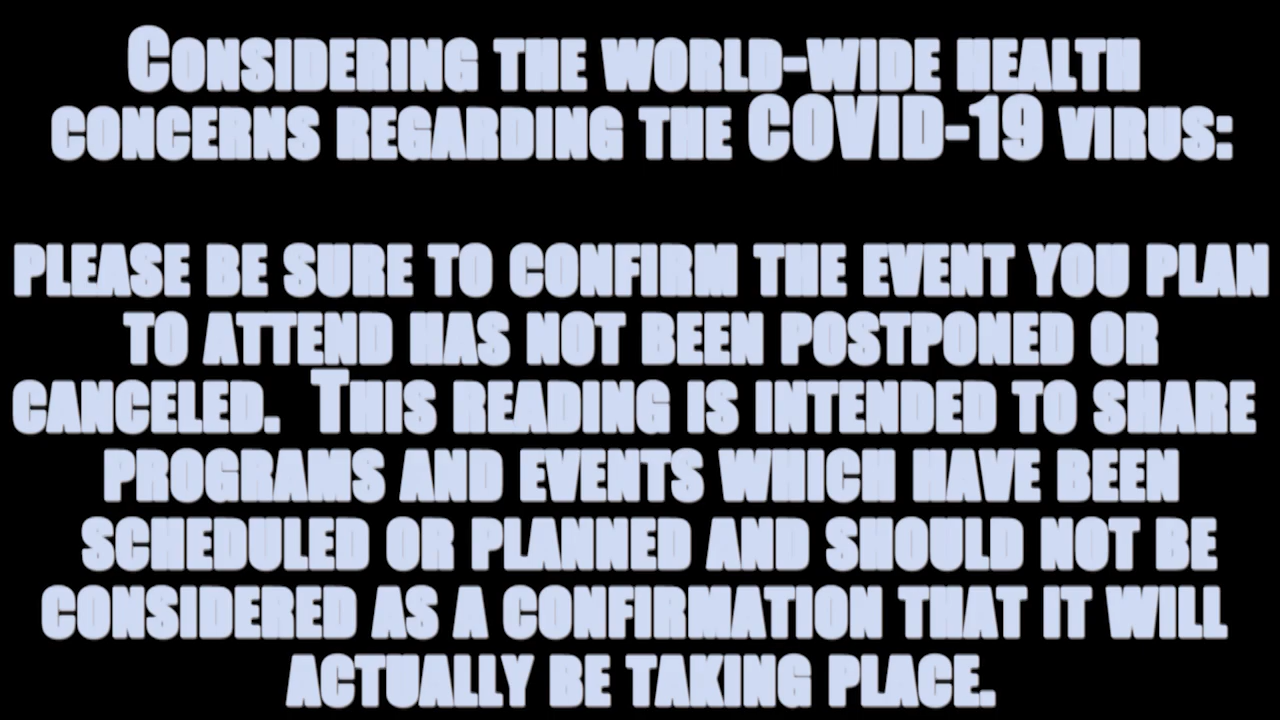 Considering the world-wide health
concerns regarding the COVID-19 virus:
please be sure to confirm the event you plan
to attend has not been postponed or
canceled. This reading is intended to share
programs and events which have been
scheduled or planned and should not be
considered as a confirmation that it will
actually be taking place.